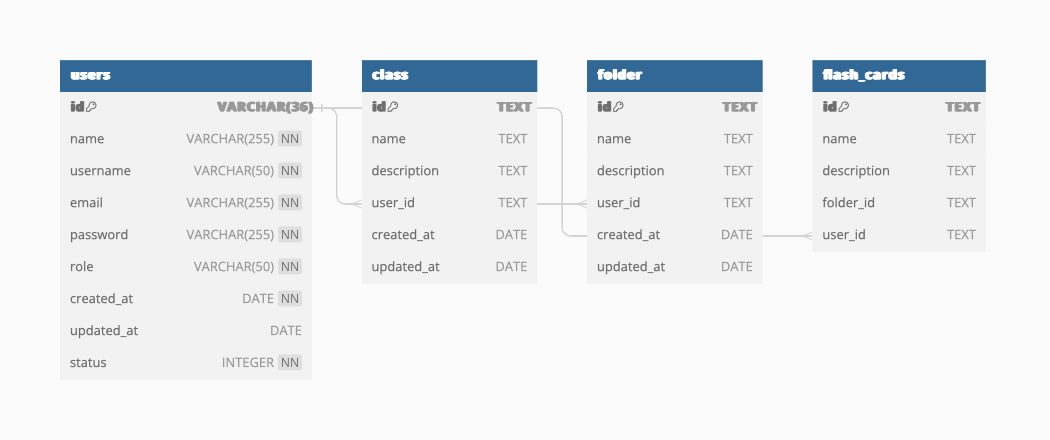 users
id VARCHAR(36)
name VARCHAR(255) NN
username VARCHAR(50) NN
email VARCHAR(255) NN
password VARCHAR(255) NN
role VARCHAR(50) NN
created_at DATE NN
updated_at DATE
status INTEGER NN
class
id TEXT
name TEXT
description TEXT
user_id TEXT
created_at DATE
updated_at DATE
folder
id TEXT
name TEXT
description TEXT
user_id TEXT
created_at DATE
updated_at DATE
flash_cards
id TEXT
name TEXT
description TEXT
folder_id TEXT
user_id TEXT